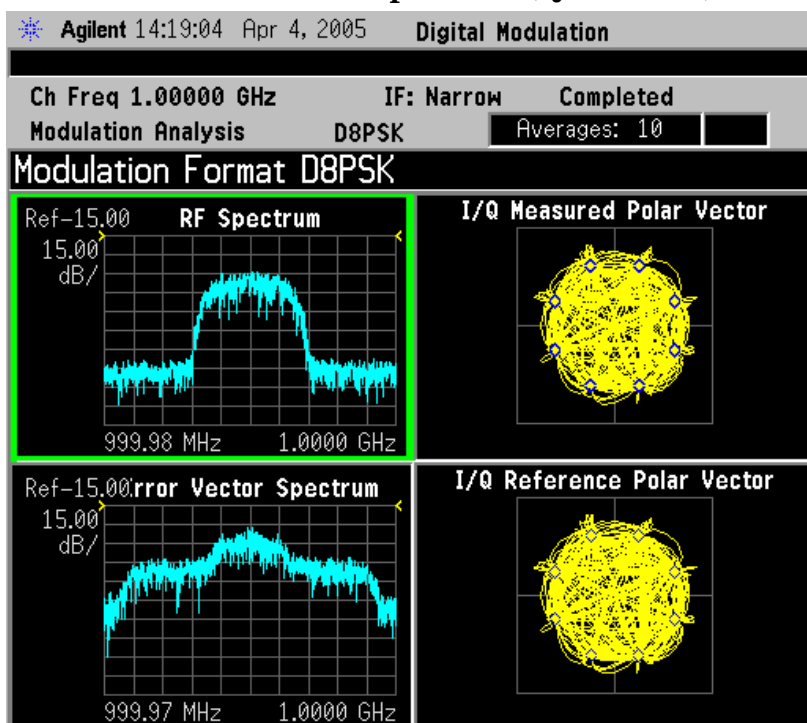 Agilent 14:19:04 Apr 4, 2005 Digital Modulation
Ch Freq 1.00000 GHz IF: Narrow Completed
Modulation Analysis D8PSK Averages: 10
Modulation Format D8PSK
Ref-15.00 RF Spectrum
15.00
dB/
999.98 MHz 1.0000 GHz
I/Q Measured Polar Vector
Ref-15.00 rror Vector Spectrum
15.00
dB/
999.97 MHz 1.0000 GHz
I/Q Reference Polar Vector